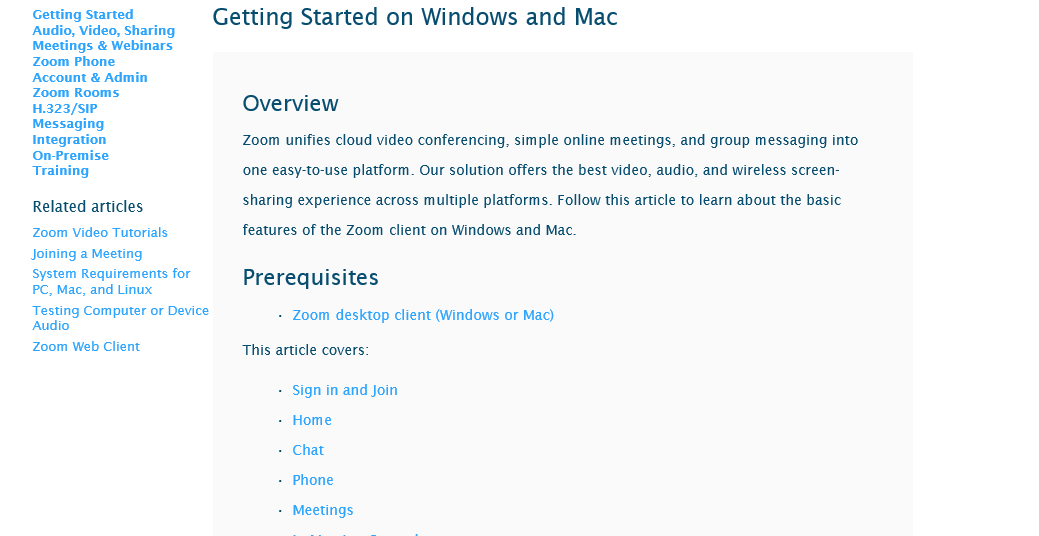 Getting Started
Audio, Video, Sharing
Meetings & Webinars
Zoom Phone
Account & Admin
Zoom Rooms
H.323/SIP
Messaging
Integration
On-Premise
Training
Related articles
Zoom Video Tutorials
Joining a Meeting
System Requirements for
PC, Mac, and Linux
Testing Computer or Device
Audio
Zoom Web Client
Getting Started on Windows and Mac
Overview
Zoom unifies cloud video conferencing, simple online meetings, and group messaging into
one easy-to-use platform. Our solution offers the best video, audio, and wireless screen-
sharing experience across multiple platforms. Follow this article to learn about the basic
features of the Zoom client on Windows and Mac.
Prerequisites
• Zoom desktop client (Windows or Mac)
This article covers:
• Sign in and Join
• Home
• Chat
• Phone
• Meetings